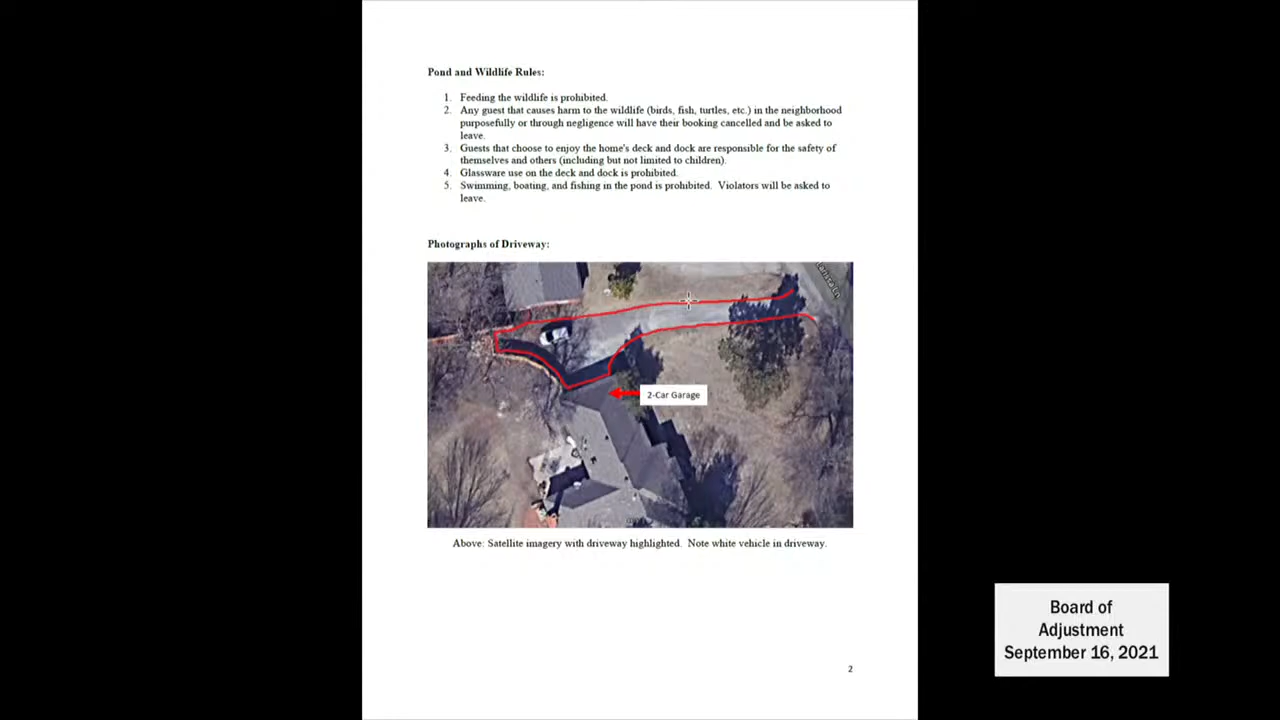 Pond and Wildlife Rules:
1. Feeding the wildlife is prohibited.
2. Any guest that causes harm to the wildlife (birds, fish, turtles, etc.) in the neighborhood
purposefully or through negligence will have their booking cancelled and be asked to
leave.
3. Guests that choose to enjoy the home's deck and dock are responsible for the safety of
themselves and others (including but not limited to children).
4. Glassware use on the deck and dock is prohibited.
5. Swimming, boating, and fishing in the pond is prohibited.  Violators will be asked to
leave.
Photographs of Driveway:
2-Car Garage
Above: Satellite imagery with driveway highlighted.  Note white vehicle in driveway.
Board of
Adjustment
September 16, 2021
2